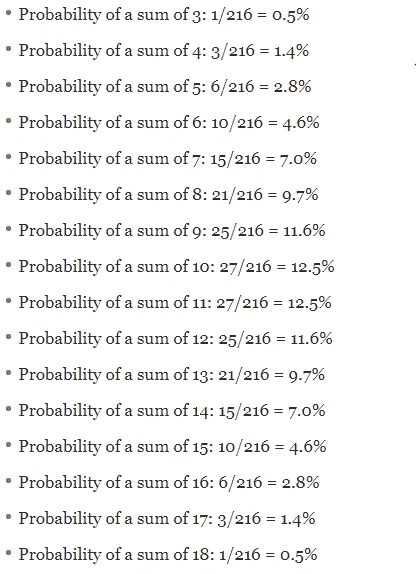 • Probability of a sum of 3: 1/216 = 0.5%
• Probability of a sum of 4: 3/216 = 1.4%
• Probability of a sum of 5: 6/216 = 2.8%
• Probability of a sum of 6: 10/216 = 4.6%
• Probability of a sum of 7: 15/216 = 7.0%
• Probability of a sum of 8: 21/216 = 9.7%
• Probability of a sum of 9: 25/216 = 11.6%
• Probability of a sum of 10: 27/216 = 12.5%
• Probability of a sum of 11: 27/216 = 12.5%
• Probability of a sum of 12: 25/216 = 11.6%
• Probability of a sum of 13: 21/216 = 9.7%
• Probability of a sum of 14: 15/216 = 7.0%
• Probability of a sum of 15: 10/216 = 4.6%
• Probability of a sum of 16: 6/216 = 2.8%
• Probability of a sum of 17: 3/216 = 1.4%
• Probability of a sum of 18: 1/216 = 0.5%